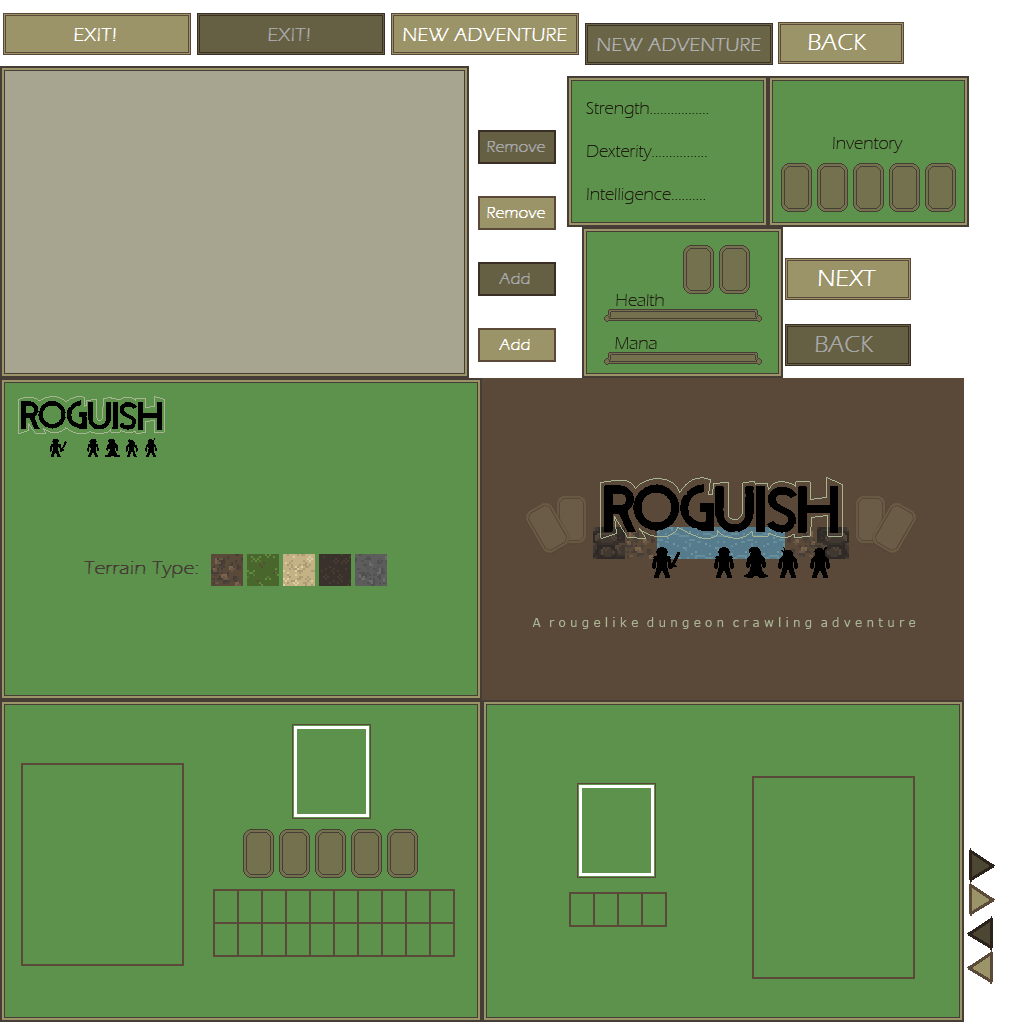 EXIT!
EXIT!
NEW ADVENTURE
NEW ADVENTURE
BACK
Strength................
Dexterity...............
Intelligence..........
Inventory
Remove
Remove
Add
Add
Health
Mana
NEXT
BACK
ROGUISH
Terrain Type:
ROGUISH
A rougelike dungeon crawling adventure